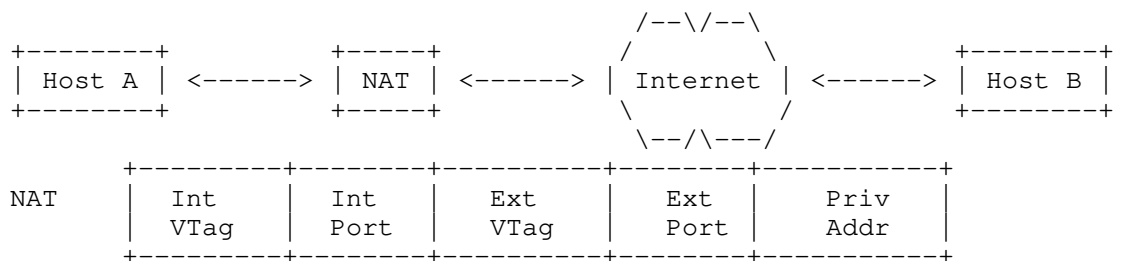 /--\/--\
+--------+ +-----+ / \ +--------+
| Host A | <------> | NAT | <------> | Internet | <------> | Host B |
+--------+ +-----+ \ / +--------+
\--/\---/
+---------+--------+----------+--------+-----------+
NAT | Int | Int | Ext | Ext | Priv |
| VTag | Port | VTag | Port | Addr |
+---------+--------+----------+--------+-----------+